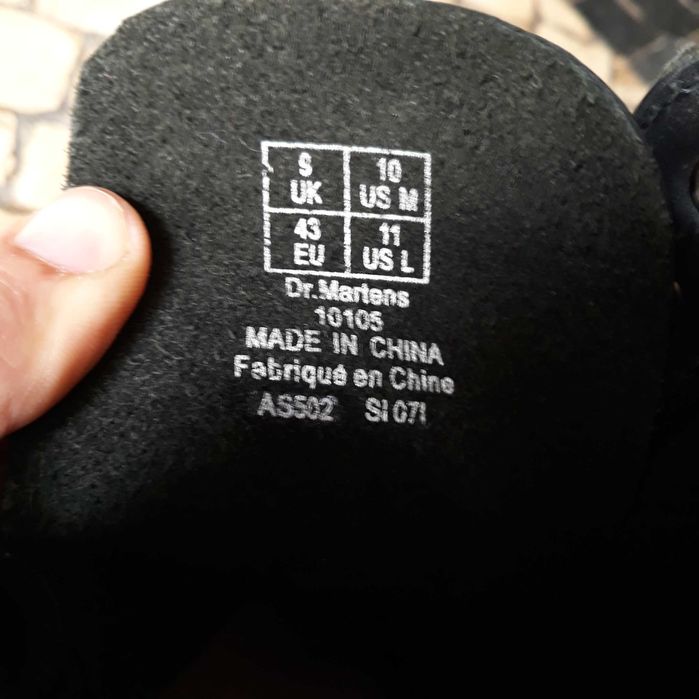 9 10
UK US M
43 11
EU US L
Dr.Martens
10105
MADE IN CHINA
Fabriqué en Chine
AS502 SI 07I